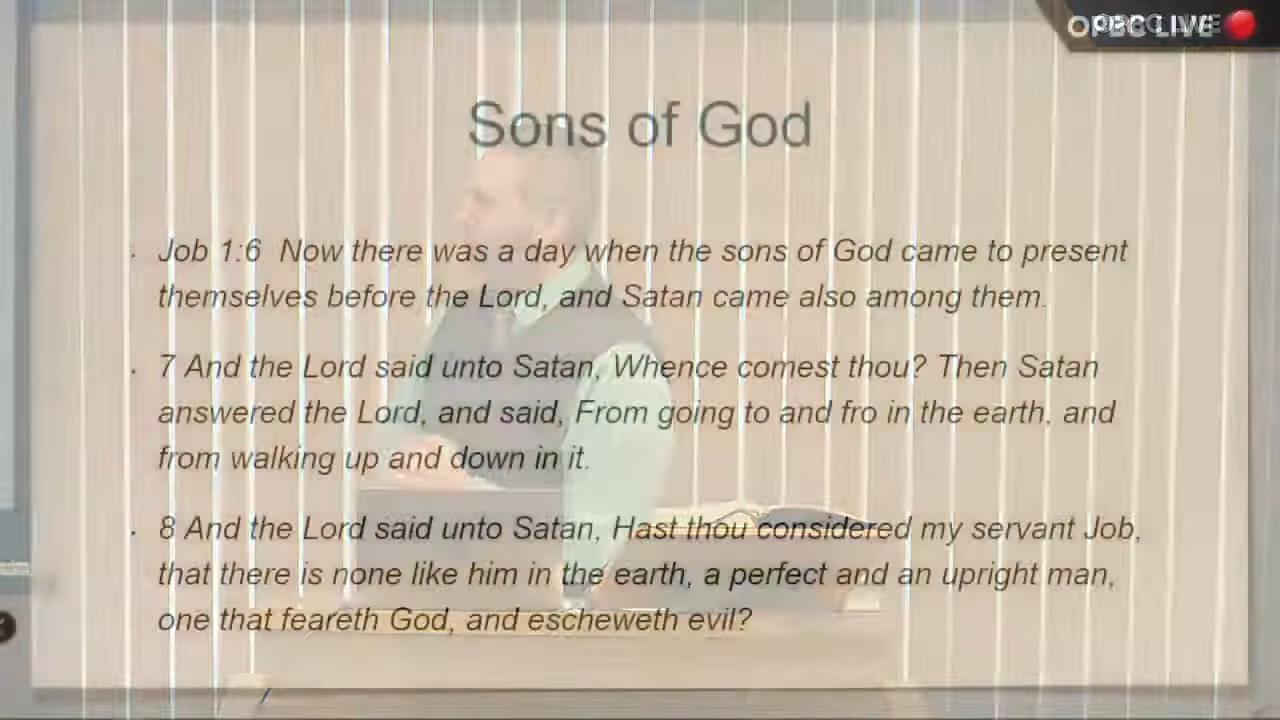 OPBC LIVE
Sons of God
Job 1:6 Now there was a day when the sons of God came to present
themselves before the Lord, and Satan came also among them.
7 And the Lord said unto Satan, Whence comest thou? Then Satan
answered the Lord, and said, From going to and fro in the earth, and
from walking up and down in it.
8 And the Lord said unto Satan, Hast thou considered my servant Job,
that there is none like him in the earth, a perfect and an upright man,
one that feareth God, and escheweth evil?